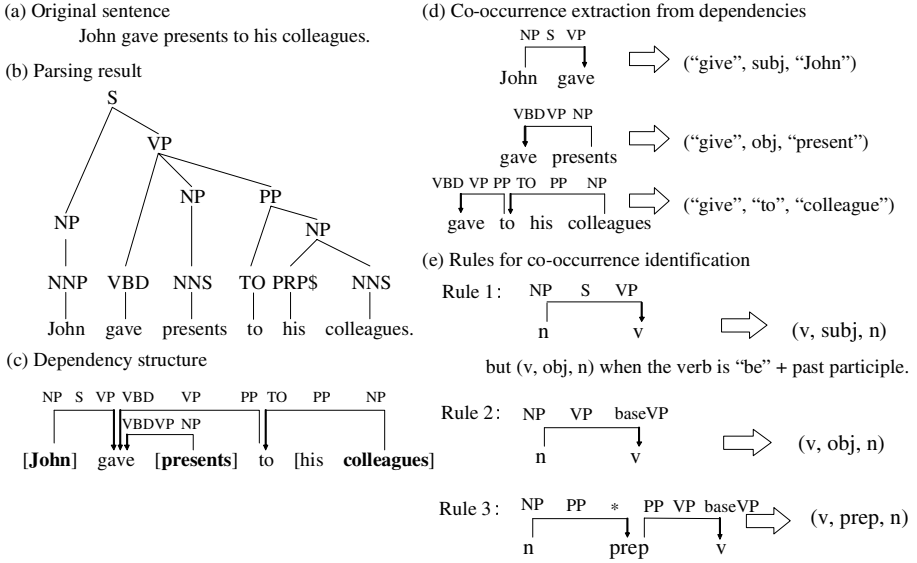 (a) Original sentence
John gave presents to his colleagues.
(b) Parsing result
S
VP
NP PP
NP NP
NNP VBD NNS TO PRP$ NNS
John gave presents to his colleagues.
(c) Dependency structure
NP S VP VBD VP PP TO PP NP
VBD VP NP
[John] gave [presents] to [his colleagues]
(d) Co-occurrence extraction from dependencies
NP S VP
John gave
("give", subj, "John")
VBD VP NP
gave presents
("give", obj, "present")
VBD VP PP TO PP NP
gave to his colleagues
("give", "to", "colleague")
(e) Rules for co-occurrence identification
Rule 1: NP S VP
n v
(v, subj, n)
but (v, obj, n) when the verb is "be" + past participle.
Rule 2: NP VP baseVP
n v
(v, obj, n)
Rule 3: NP PP * PP VP baseVP
n prep v
(v, prep, n)